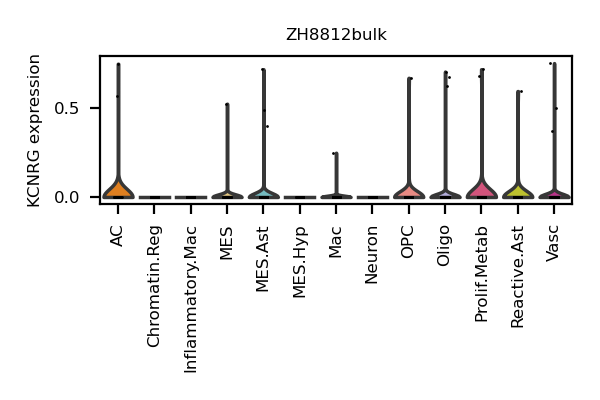 ZH8812bulk
KCNRG expression
0.5
0.0
AC
Chromatin.Reg
Inflammatory.Mac
MES
MES.Ast
MES.Hyp
Mac
Neuron
OPC
Oligo
Prolif.Metab
Reactive.Ast
Vasc